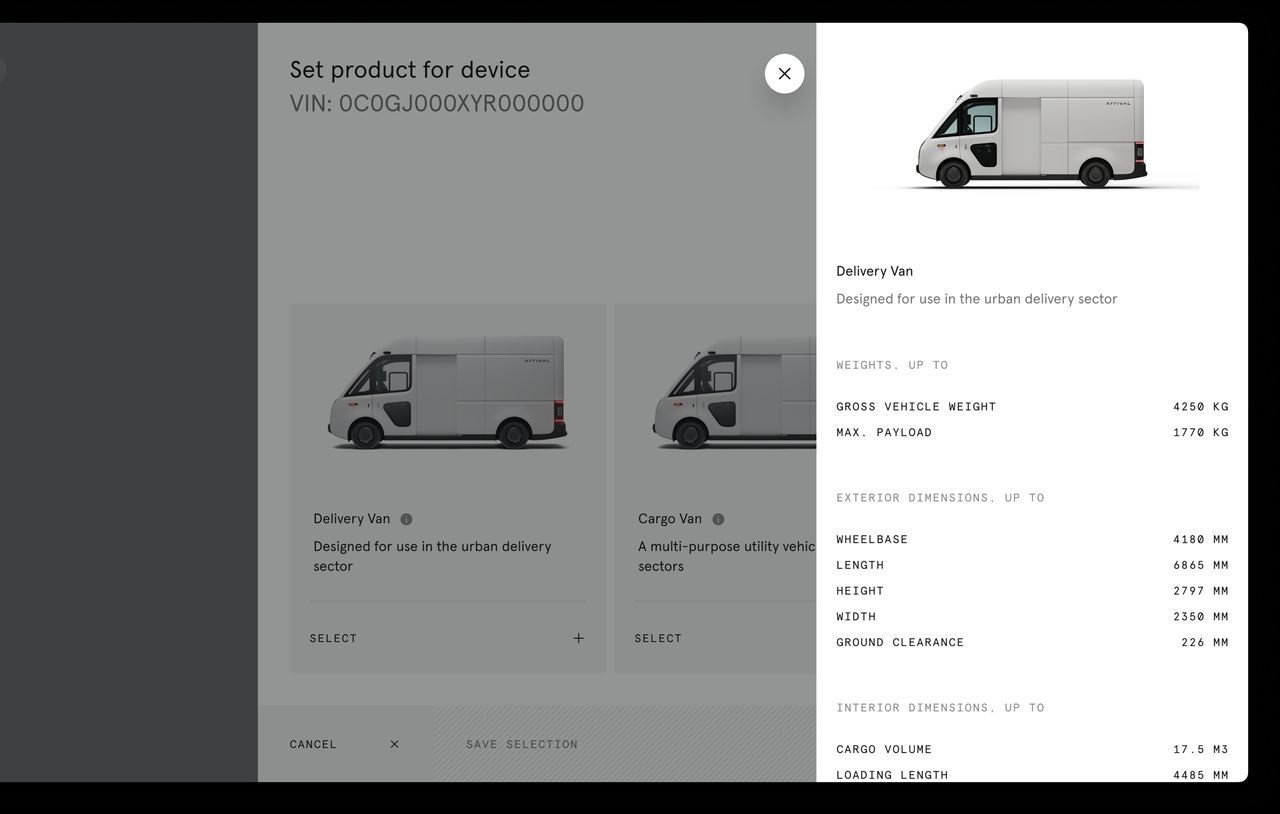 Set product for device
VIN: 0C0GJ000XYR000000
ARRIVAL
Delivery Van
Designed for use in the urban delivery
sector
SELECT
Cargo Van
A multi-purpose utility vehic
sectors
SELECT
CANCEL
SAVE SELECTION
ARRIVAL
Delivery Van
Designed for use in the urban delivery sector
WEIGHTS, UP TO
GROSS VEHICLE WEIGHT 4250 KG
MAX. PAYLOAD 1770 KG
EXTERIOR DIMENSIONS, UP TO
WHEELBASE 4180 MM
LENGTH 6865 MM
HEIGHT 2797 MM
WIDTH 2350 MM
GROUND CLEARANCE 226 MM
INTERIOR DIMENSIONS, UP TO
CARGO VOLUME 17.5 M3
LOADING LENGTH 4485 MM